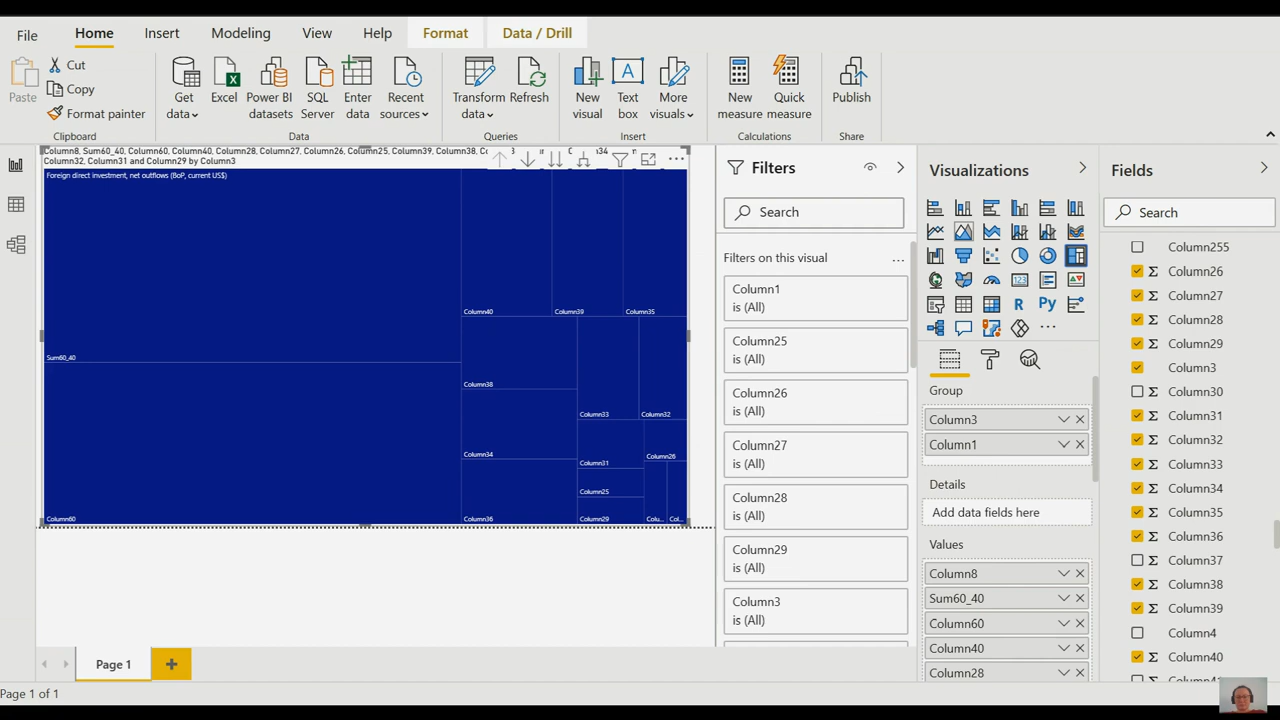 File Home Insert Modeling View Help Format Data / Drill
Paste
Cut
Copy
Format painter
Get data
Excel
Power BI datasets
SQL Server
Enter data
Recent sources
Transform data
Refresh
New visual
Text box
More visuals
New measure
Quick measure
Publish
Clipboard Data Queries Insert Calculations Share
Column8, Sum60_40, Column60, Column40, Column28, Column27, Column26, Column25, Column39, Column38,
Column32, Column31 and Column29 by Column3
Foreign direct investment, net outflows (BoP, current US$)
Sum60_40
Column60
Column40
Column39
Column35
Column38
Column34
Column36
Column33
Column32
Column31
Column26
Column25
Column29
Colu...
Col...
Page 1
Page 1 of 1
Filters
Search
Filters on this visual
...
Column1
is (All)
Column25
is (All)
Column26
is (All)
Column27
is (All)
Column28
is (All)
Column29
is (All)
Column3
is (All)
Visualizations
R Py
Group
Column3
Column1
Details
Add data fields here
Values
Column8
Sum60_40
Column60
Column40
Column28
Fields
Search
Column255
Σ Column26
Σ Column27
Σ Column28
Σ Column29
Column3
Σ Column30
Σ Column31
Σ Column32
Σ Column33
Σ Column34
Σ Column35
Σ Column36
Σ Column37
Σ Column38
Σ Column39
Column4
Σ Column40